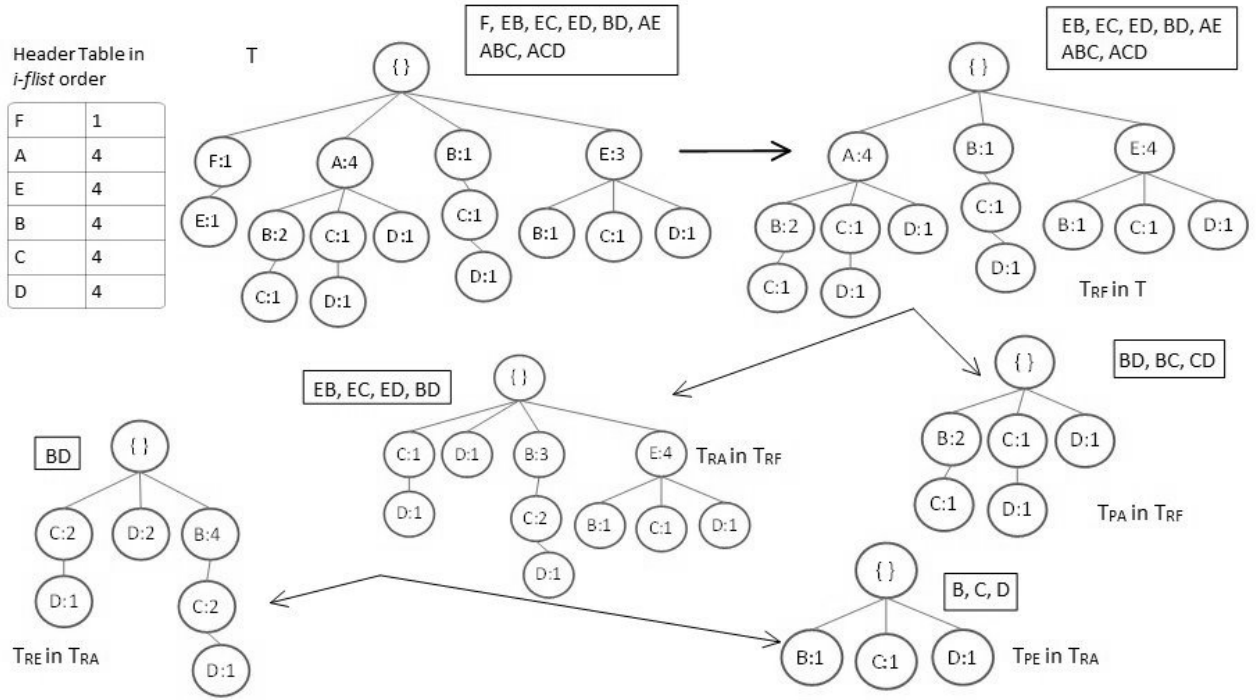 Header Table in
i-flist order
F 1
A 4
E 4
B 4
C 4
D 4
T
F, EB, EC, ED, BD, AE
ABC, ACD
{ }
F:1 A:4 B:1 E:3
E:1 B:2 C:1 D:1 C:1 B:1 C:1 D:1
C:1 D:1 D:1
EB, EC, ED, BD, AE
ABC, ACD
{ }
A:4 B:1 E:4
B:2 C:1 D:1 C:1 B:1 C:1 D:1
C:1 D:1 D:1
TRF in T
EB, EC, ED, BD
{ }
C:1 D:1 B:3 E:4
TRA in TRF
D:1 C:2 B:1 C:1 D:1
D:1
BD, BC, CD
{ }
B:2 C:1 D:1
C:1 D:1
TPA in TRF
BD
{ }
C:2 D:2 B:4
D:1 C:2
D:1
TRE in TRA
{ }
B, C, D
B:1 C:1 D:1
TPE in TRA